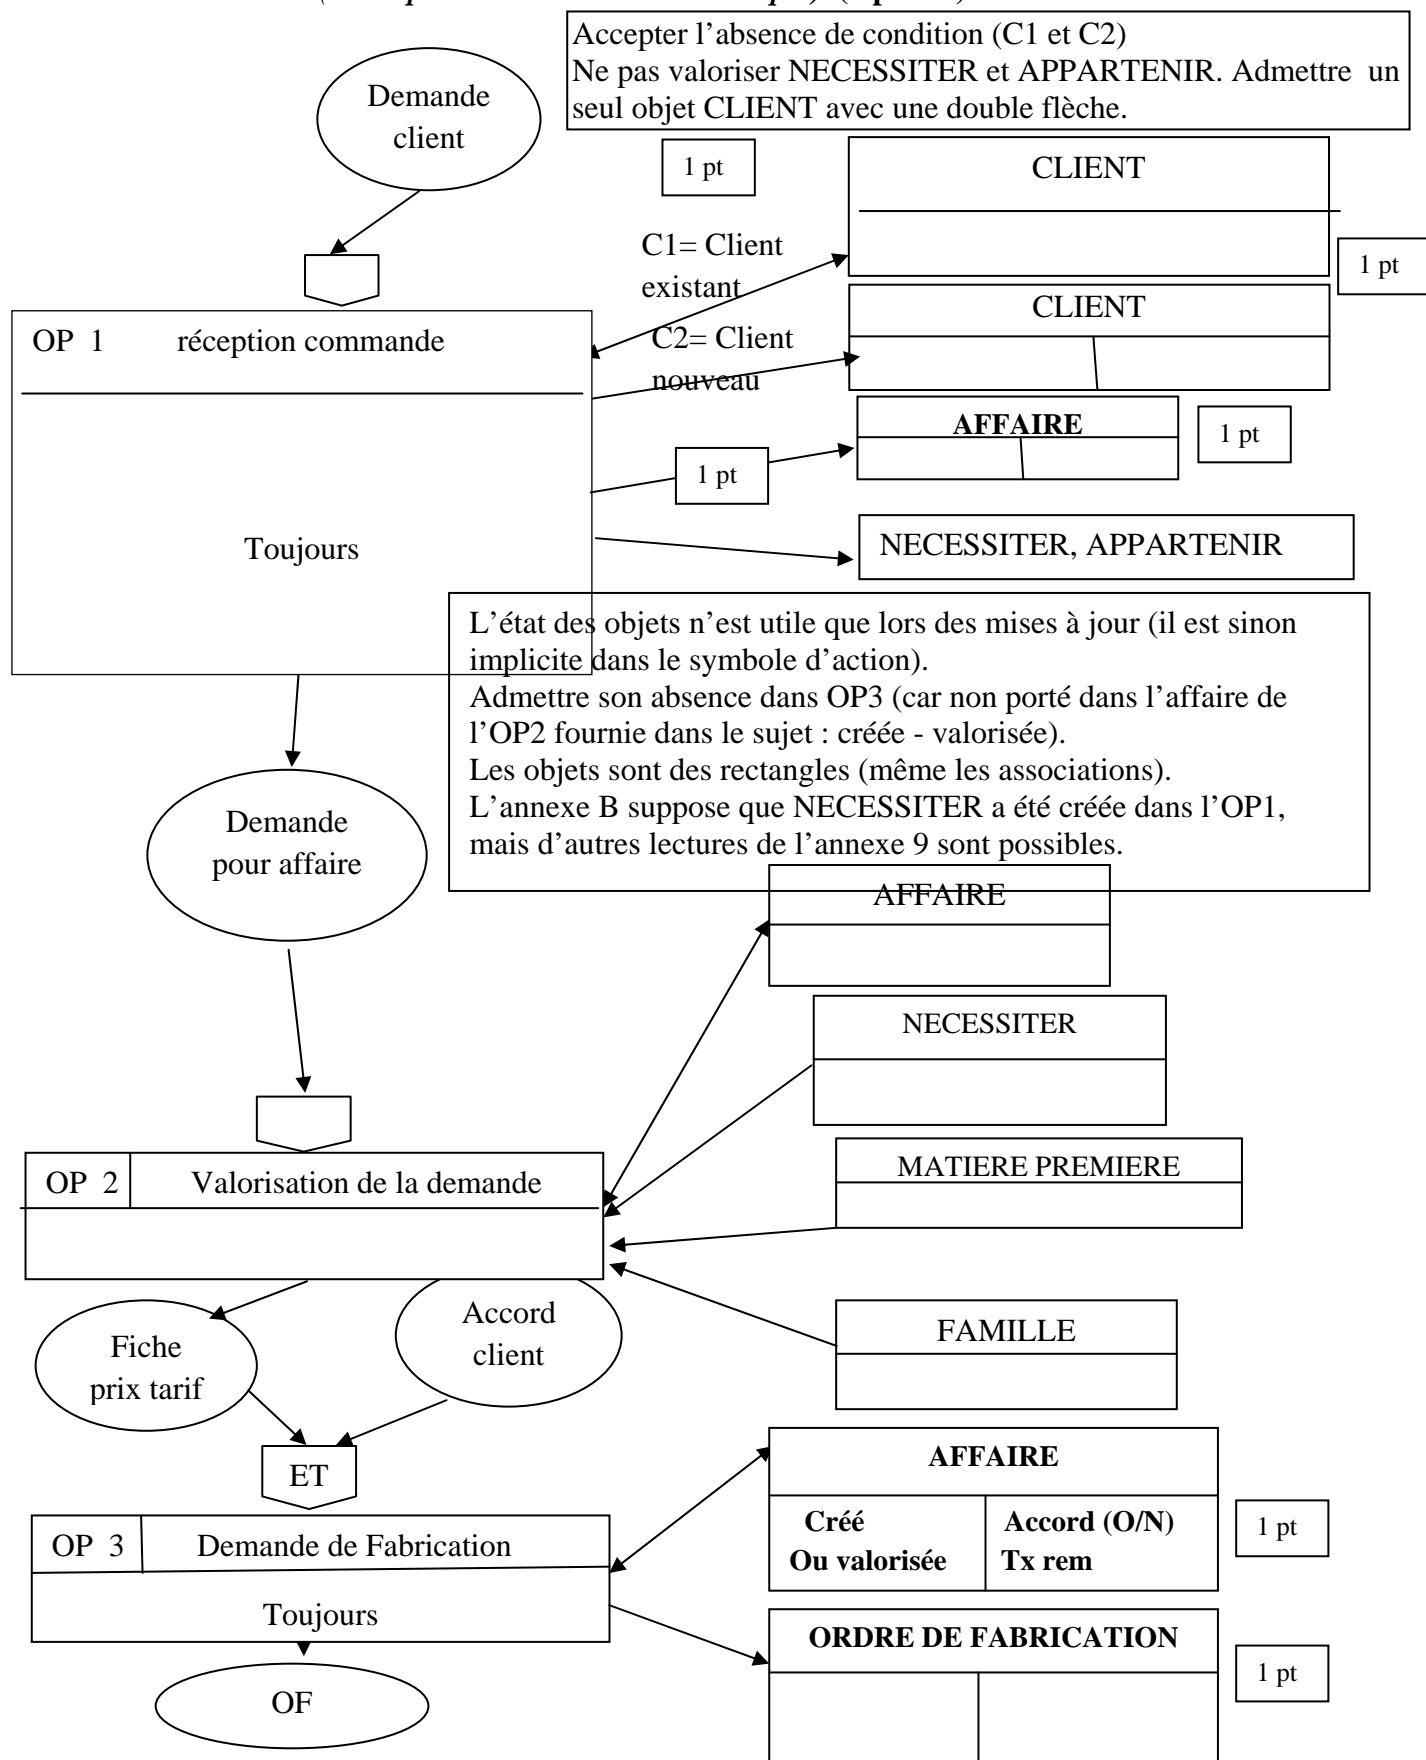 Accepter l'absence de condition (C1 et C2)
Ne pas valoriser NECESSITER et APPARTENIR. Admettre un
seul objet CLIENT avec une double flèche.
Demande
client
1 pt
CLIENT
1 pt
C1= Client
existant
CLIENT
C2= Client
nouveau
OP 1 réception commande
AFFAIRE
1 pt
1 pt
Toujours
NECESSITER, APPARTENIR
L'état des objets n'est utile que lors des mises à jour (il est sinon
implicite dans le symbole d'action).
Admettre son absence dans OP3 (car non porté dans l'affaire de
l'OP2 fournie dans le sujet : créée - valorisée).
Les objets sont des rectangles (même les associations).
L'annexe B suppose que NECESSITER a été créée dans l'OP1,
mais d'autres lectures de l'annexe 9 sont possibles.
Demande
pour affaire
AFFAIRE
NECESSITER
MATIERE PREMIERE
OP 2 Valorisation de la demande
FAMILLE
Fiche
prix tarif
Accord
client
ET
AFFAIRE
Créé
Ou valorisée
Accord (O/N)
Tx rem
1 pt
OP 3 Demande de Fabrication
Toujours
ORDRE DE FABRICATION
1 pt
OF